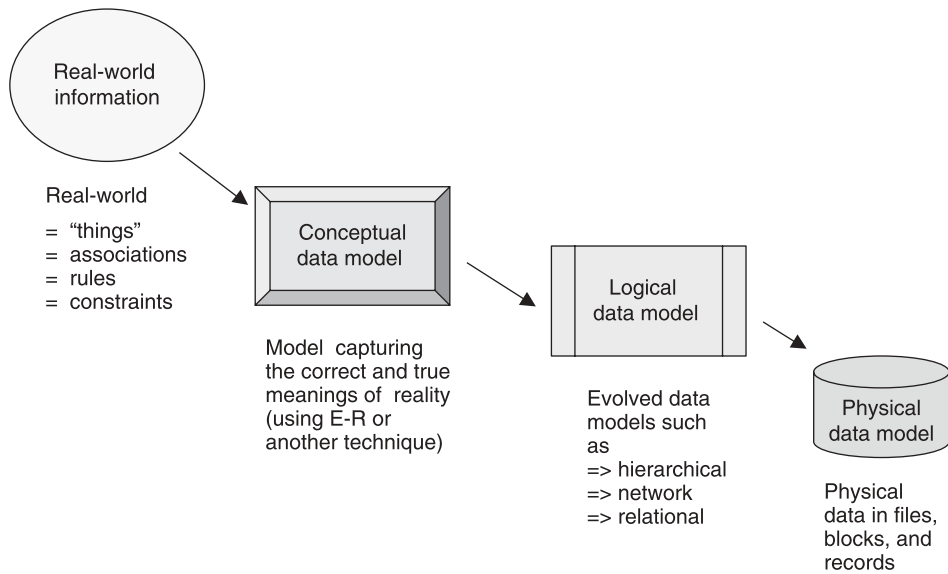 Real-world
information
Real-world
= “things”
= associations
= rules
= constraints
Conceptual
data model
Model capturing
the correct and true
meanings of reality
(using E-R or
another technique)
Logical
data model
Evolved data
models such
as
=> hierarchical
=> network
=> relational
Physical
data model
Physical
data in files,
blocks, and
records